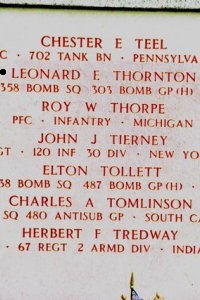 CHESTER E TEEL
· 702 TANK BN · PENNSYLVA
LEONARD E THORNTON
358 BOMB SQ 303 BOMB GP (H)
ROY W THORPE
PFC · INFANTRY · MICHIGAN
JOHN J TIERNEY
· 120 INF 30 DIV · NEW YO
ELTON TOLLETT
38 BOMB SQ 487 BOMB GP (H) ·
CHARLES A TOMLINSON
SQ 480 ANTISUB GP · SOUTH CA
HERBERT F TREDWAY
· 67 REGT 2 ARMD DIV · INDIA